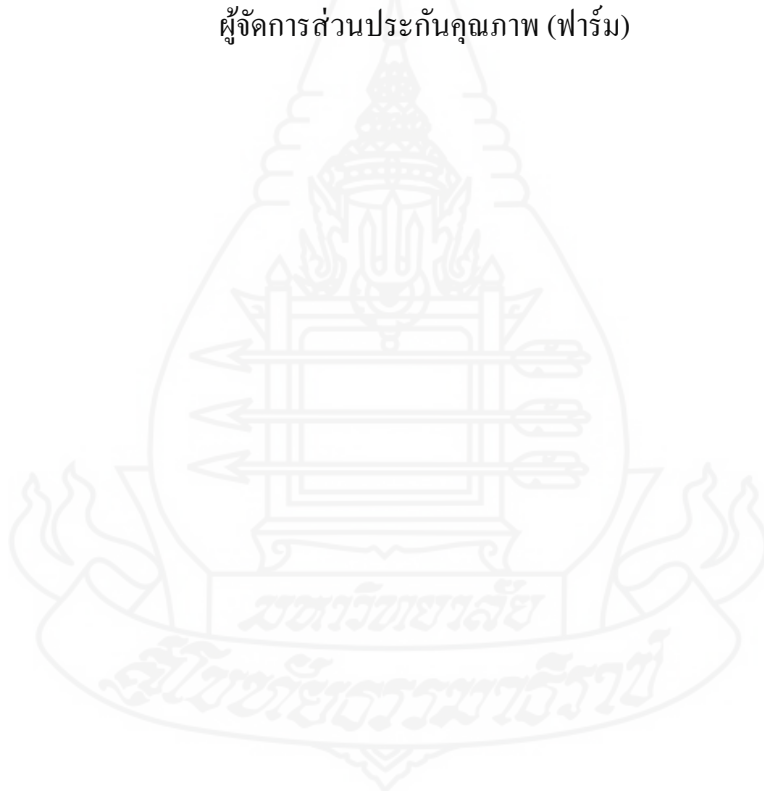 ผู้จัดการส่วนประกันคุณภาพ (ฟาร์ม)
มหาวิทยาลัย
สุโขทัยธรรมาธิราช